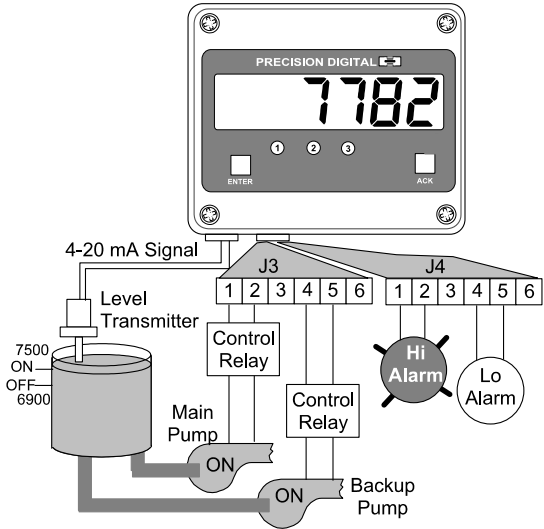 PRECISION DIGITAL
7782
1 2 3
ENTER
ACK
4-20 mA Signal
J3
J4
1 2 3 4 5 6
1 2 3 4 5 6
Level
Transmitter
Control
Relay
Hi
Alarm
Lo
Alarm
7500
ON
OFF
6900
Control
Relay
Main
Pump
ON
ON
Backup
Pump